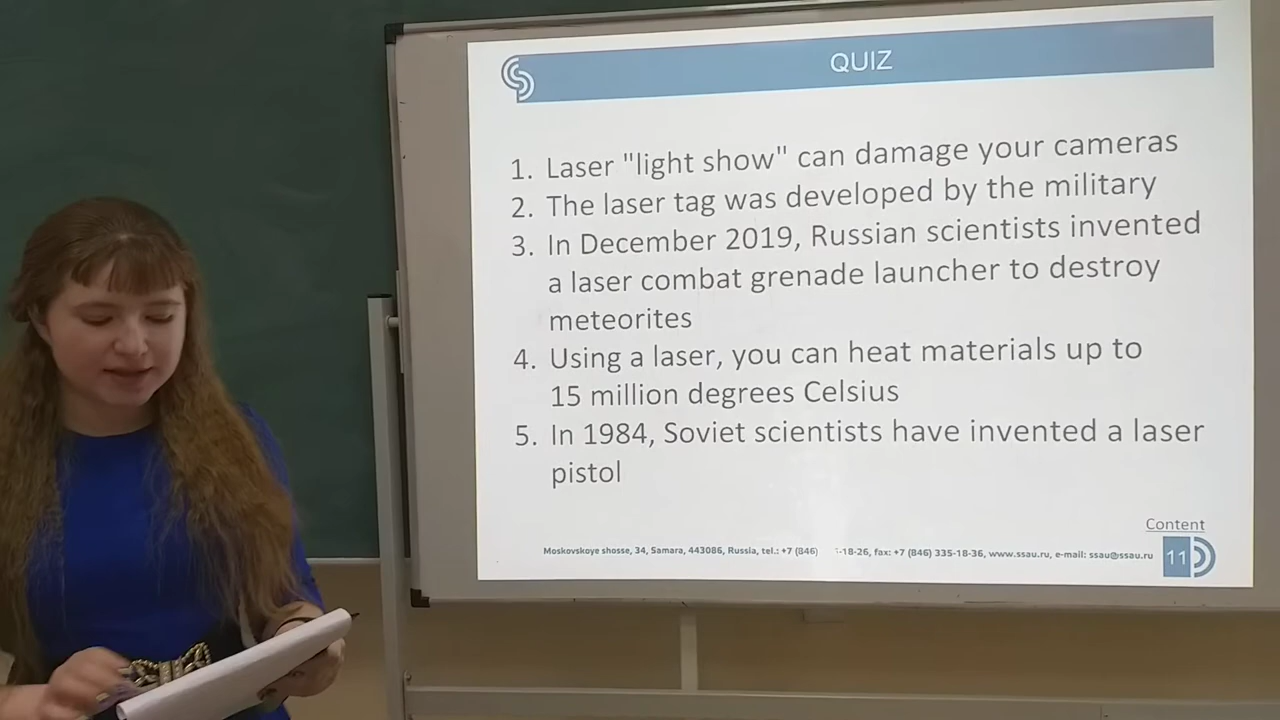 QUIZ
1. Laser "light show" can damage your cameras
2. The laser tag was developed by the military
3. In December 2019, Russian scientists invented
a laser combat grenade launcher to destroy
meteorites
4. Using a laser, you can heat materials up to
15 million degrees Celsius
5. In 1984, Soviet scientists have invented a laser
pistol
Content
Moskovskoye shosse, 34, Samara, 443086, Russia, tel.: +7 (846) -18-26, fax: +7 (846) 335-18-36, www.ssau.ru, e-mail: ssau@ssau.ru
11